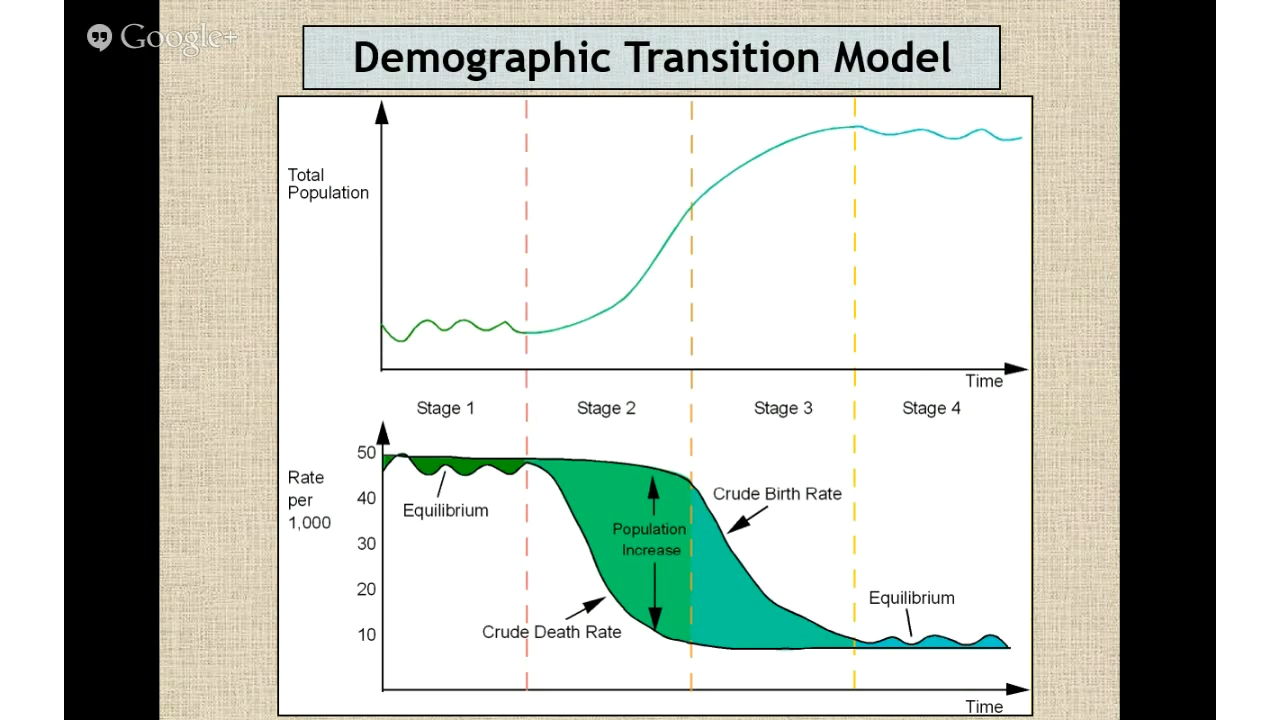 Google+
Demographic Transition Model
Total
Population
Time
Stage 1
Stage 2
Stage 3
Stage 4
50
40
30
20
10
Rate
per
1,000
Equilibrium
Population
Increase
Crude Birth Rate
Crude Death Rate
Equilibrium
Time